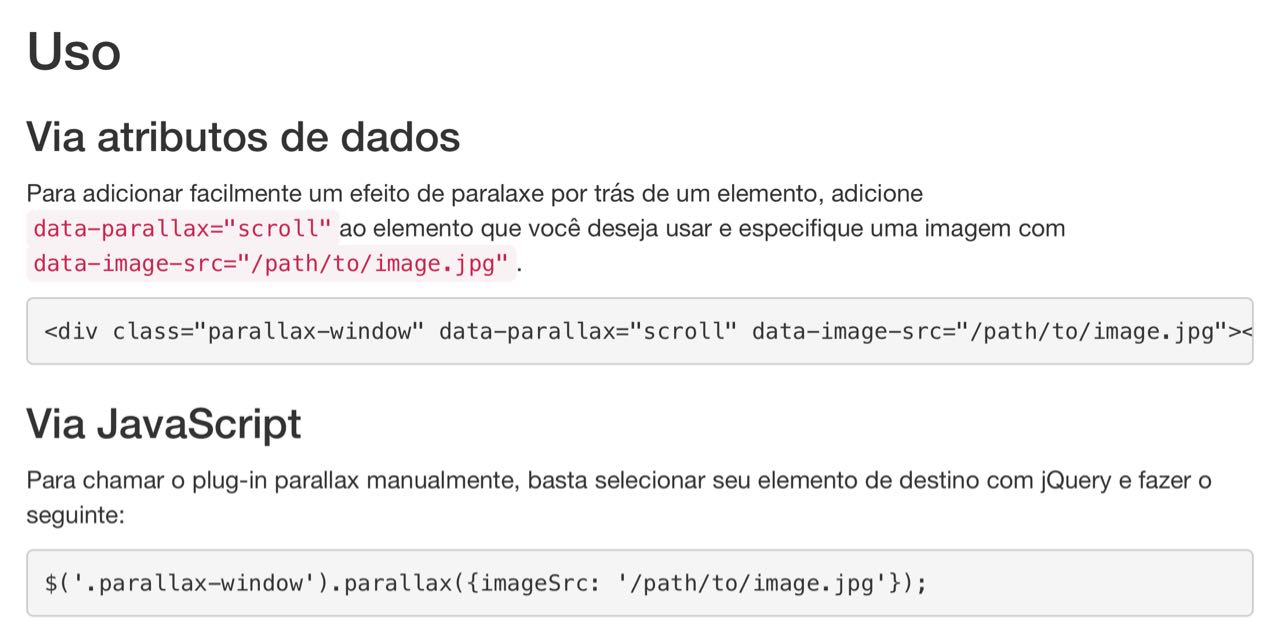 Uso
Via atributos de dados
Para adicionar facilmente um efeito de paralaxe por trás de um elemento, adicione
data-parallax="scroll" ao elemento que você deseja usar e especifique uma imagem com
data-image-src="/path/to/image.jpg" .
<div class="parallax-window" data-parallax="scroll" data-image-src="/path/to/image.jpg"><
Via JavaScript
Para chamar o plug-in parallax manualmente, basta selecionar seu elemento de destino com jQuery e fazer o
seguinte:
$('.parallax-window').parallax({imageSrc: '/path/to/image.jpg'});